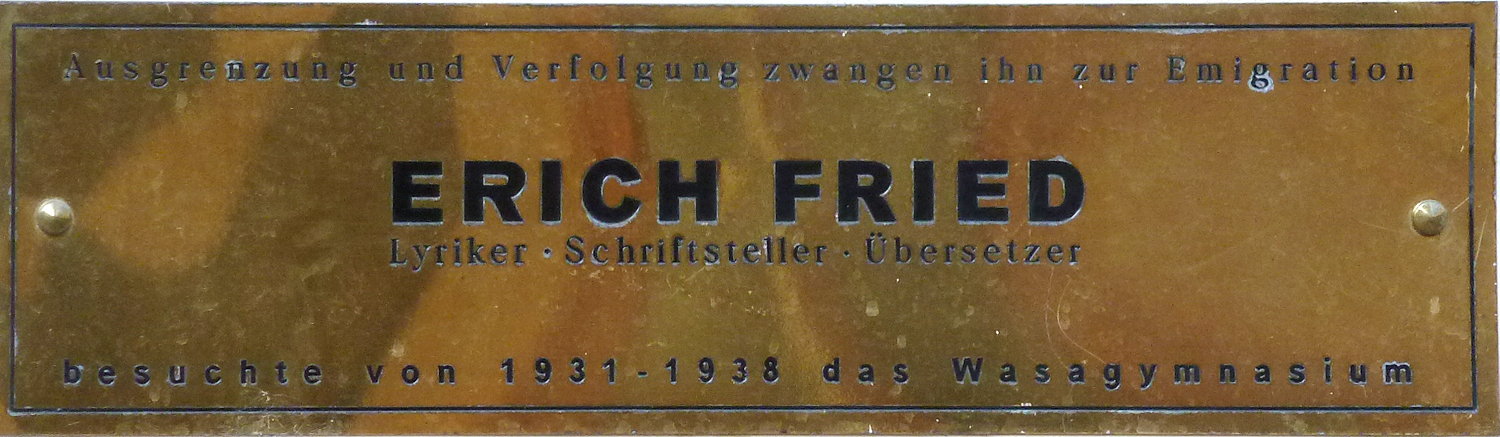 Ausgrenzung und Verfolgung zwangen ihn zur Emigration
ERICH FRIED
Lyriker · Schriftsteller · Übersetzer
besuchte von 1931-1938 das Wasagymnasium